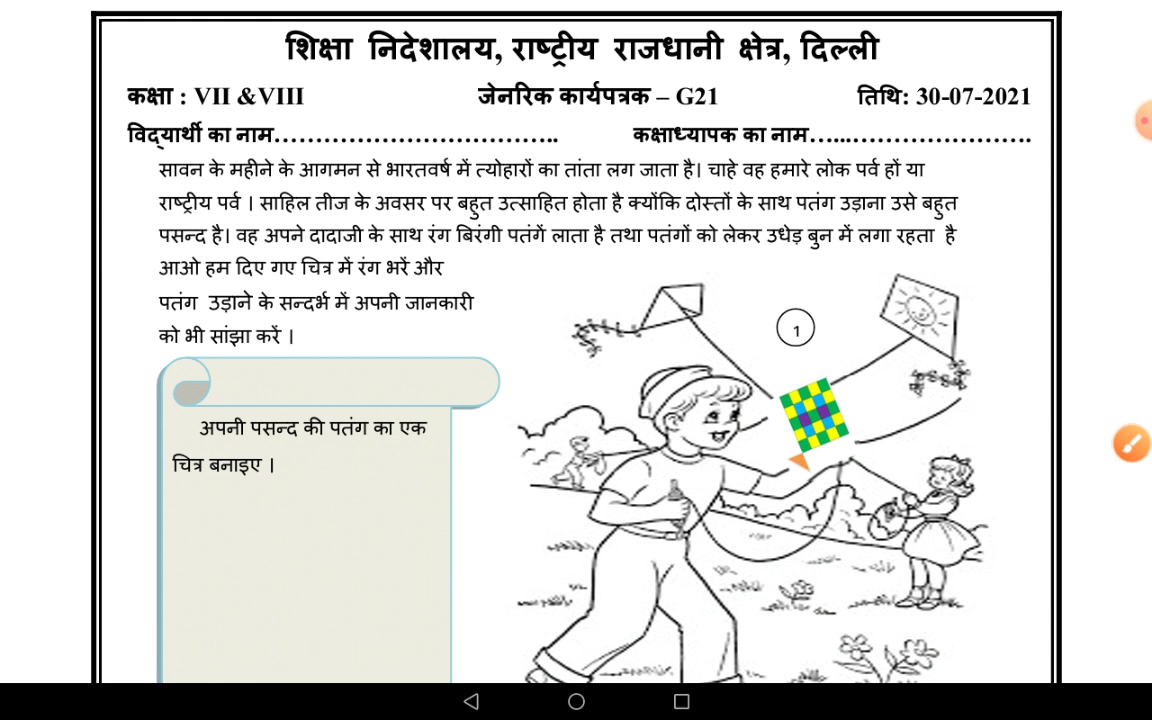 शिक्षा निदेशालय, राष्ट्रीय राजधानी क्षेत्र, दिल्ली
कक्षा : VII &VIII जेनरिक कार्यपत्रक – G21 तिथि: 30-07-2021
विद्यार्थी का नाम…………………………….. कक्षाध्यापक का नाम…...………………….
सावन के महीने के आगमन से भारतवर्ष में त्योहारों का तांता लग जाता है। चाहे वह हमारे लोक पर्व हों या
राष्ट्रीय पर्व । साहिल तीज के अवसर पर बहुत उत्साहित होता है क्योंकि दोस्तों के साथ पतंग उड़ाना उसे बहुत
पसन्द है। वह अपने दादाजी के साथ रंग बिरंगी पतंगें लाता है तथा पतंगों को लेकर उधेड़ बुन में लगा रहता है
आओ हम दिए गए चित्र में रंग भरें और
पतंग उड़ाने के सन्दर्भ में अपनी जानकारी
को भी सांझा करें ।
1
अपनी पसन्द की पतंग का एक
चित्र बनाइए ।